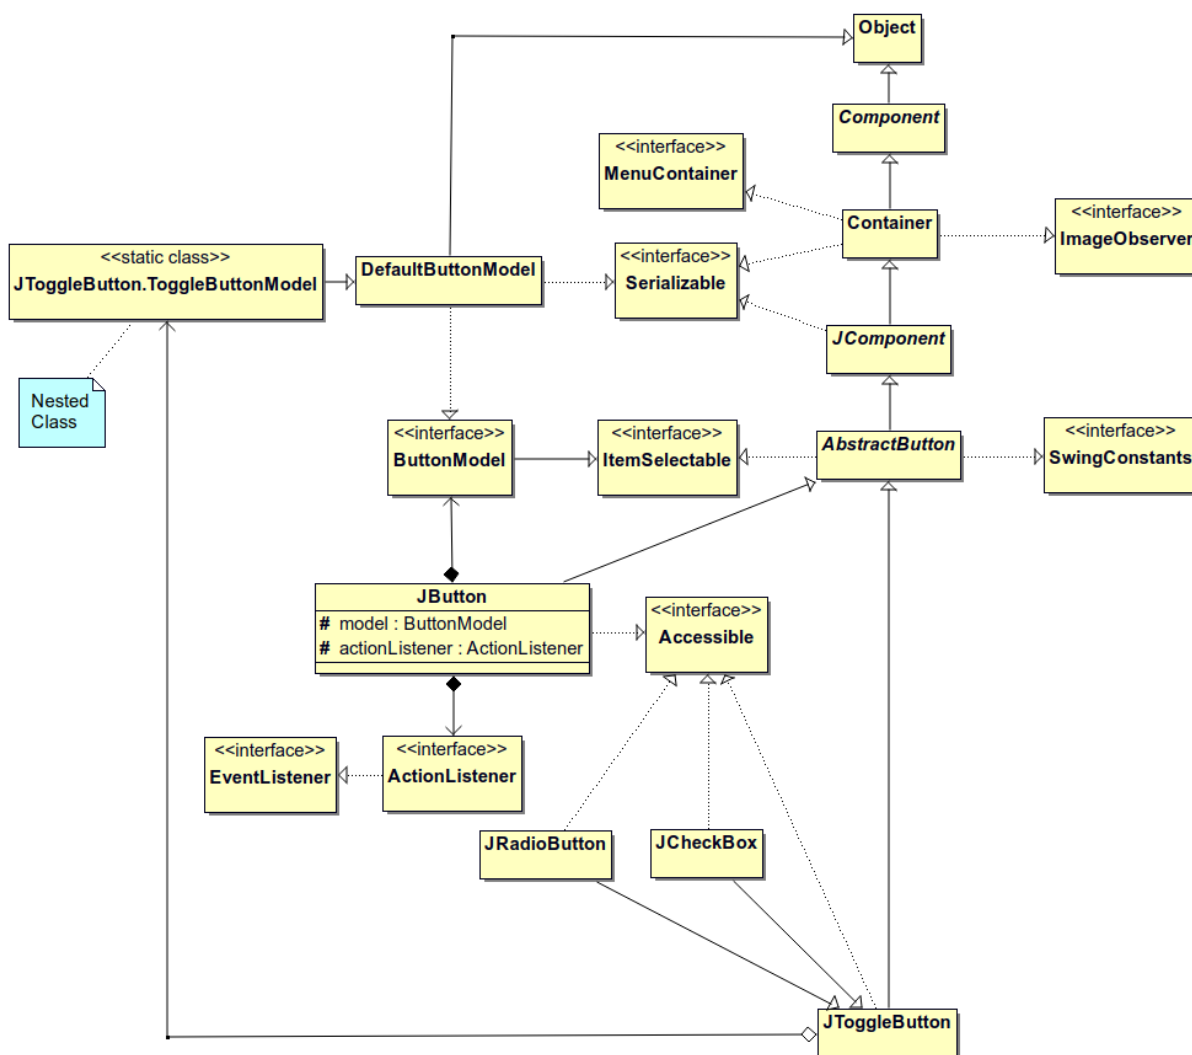 Object
Component
<<interface>>
MenuContainer
Container
<<interface>>
ImageObserver
<<static class>>
JToggleButton.ToggleButtonModel
DefaultButtonModel
<<interface>>
Serializable
JComponent
Nested
Class
<<interface>>
ButtonModel
<<interface>>
ItemSelectable
AbstractButton
<<interface>>
SwingConstants
JButton
# model : ButtonModel
# actionListener : ActionListener
<<interface>>
Accessible
<<interface>>
EventListener
<<interface>>
ActionListener
JRadioButton
JCheckBox
JToggleButton